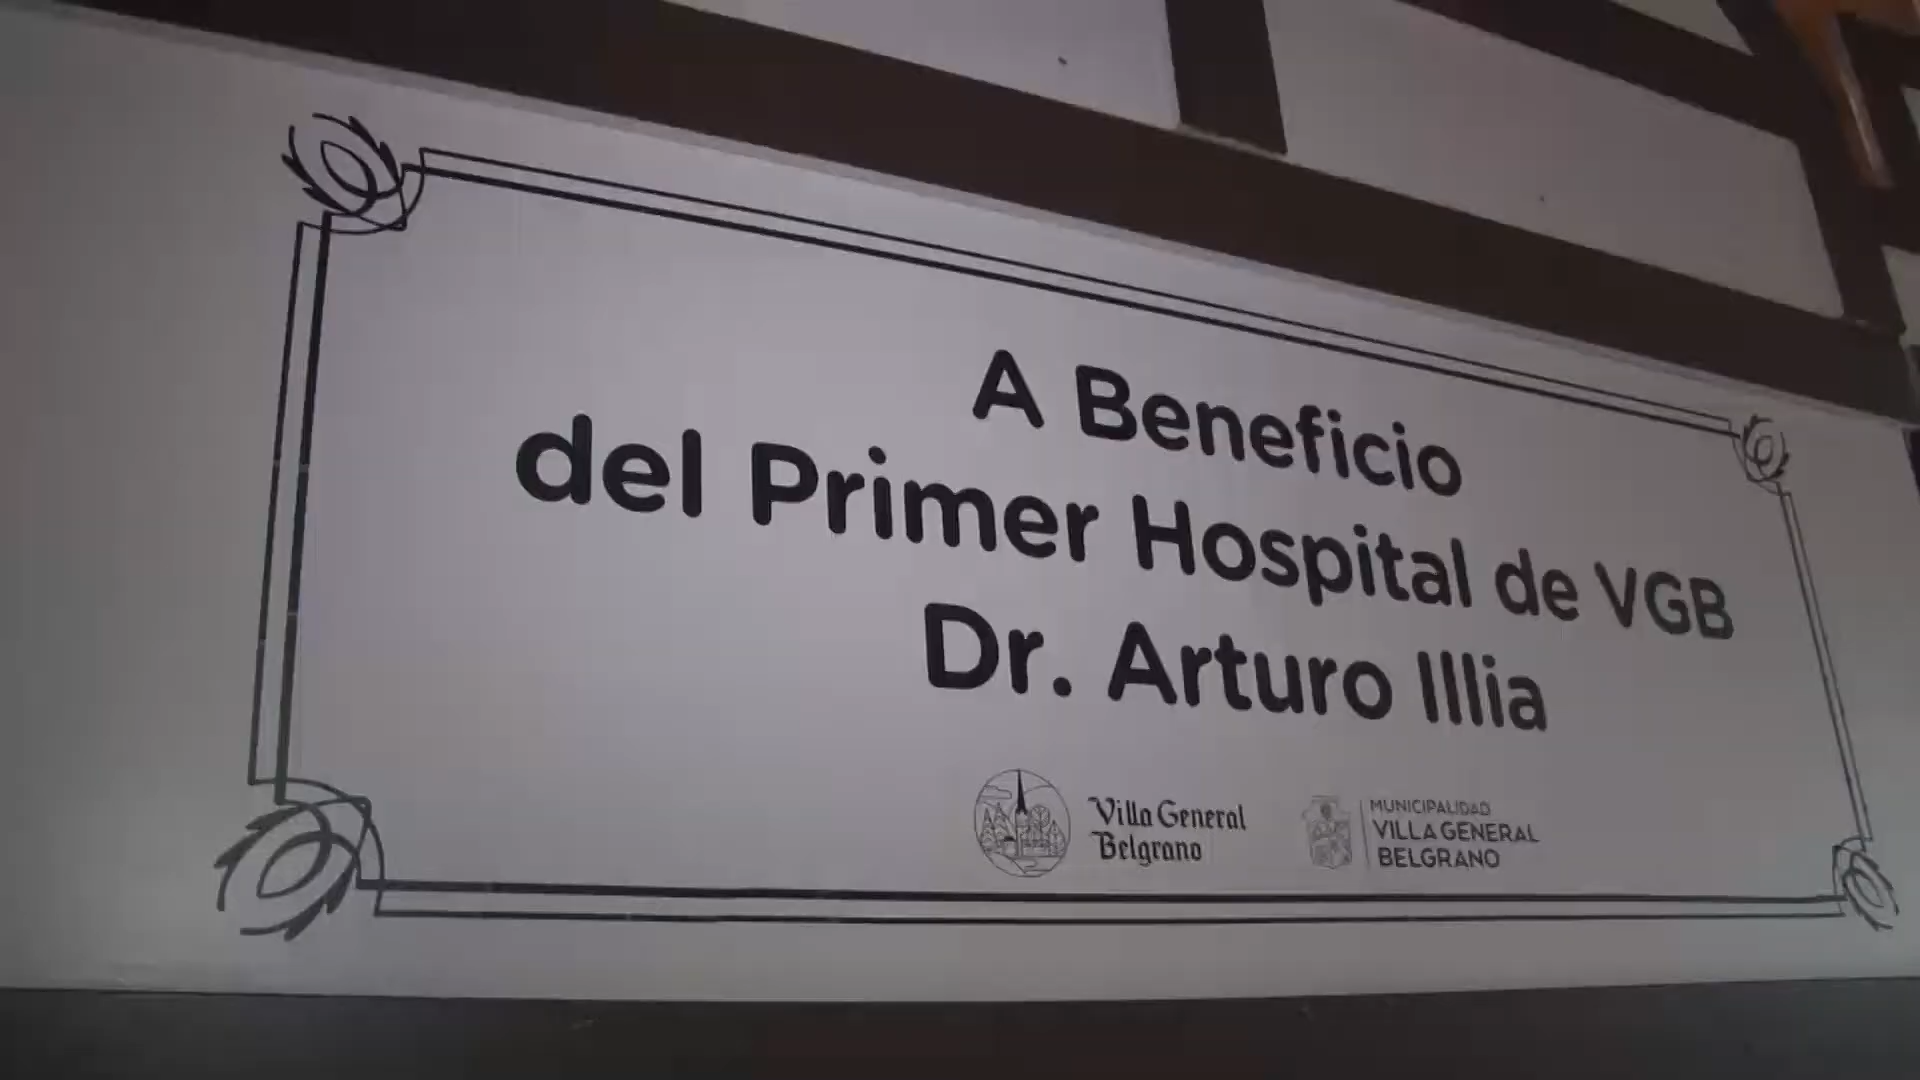 A Beneficio
del Primer Hospital de VGB
Dr. Arturo Illia
Villa General
Belgrano
MUNICIPALIDAD
VILLA GENERAL
BELGRANO